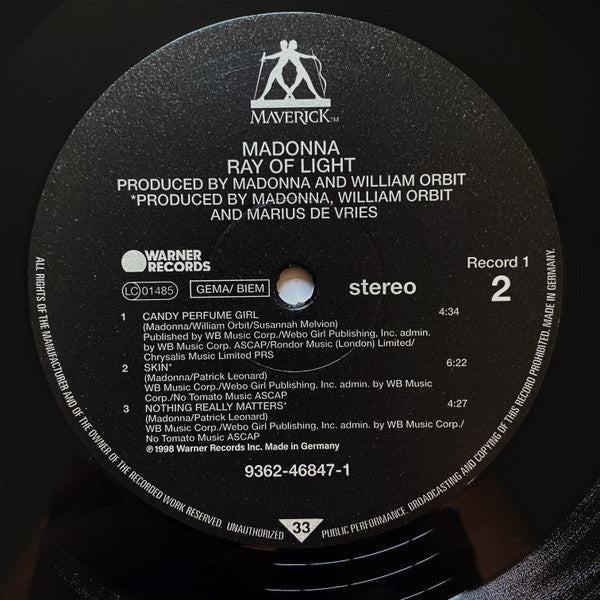 MAVERICK™
MADONNA
RAY OF LIGHT
PRODUCED BY MADONNA AND WILLIAM ORBIT
*PRODUCED BY MADONNA, WILLIAM ORBIT
AND MARIUS DE VRIES
WARNER
RECORDS
LC 01485
GEMA/ BIEM
stereo
Record 1
2
1 CANDY PERFUME GIRL 4:34
(Madonna/William Orbit/Susannah Melvion)
Published by WB Music Corp./Webo Girl Publishing, Inc. admin.
by WB Music Corp. ASCAP/Rondor Music (London) Limited/
Chrysalis Music Limited PRS
2 SKIN* 6:22
(Madonna/Patrick Leonard)
WB Music Corp./Webo Girl Publishing, Inc. admin. by WB Music
Corp./No Tomato Music ASCAP
3 NOTHING REALLY MATTERS* 4:27
(Madonna/Patrick Leonard)
WB Music Corp./Webo Girl Publishing, Inc. admin. by WB Music Corp./
No Tomato Music ASCAP
℗ 1998 Warner Records Inc. Made in Germany
9362-46847-1
33
ALL RIGHTS OF THE MANUFACTURER AND OF THE OWNER OF THE RECORDED WORK RESERVED. UNAUTHORIZED PUBLIC PERFORMANCE, BROADCASTING AND COPYING OF THIS RECORD PROHIBITED. MADE IN GERMANY.